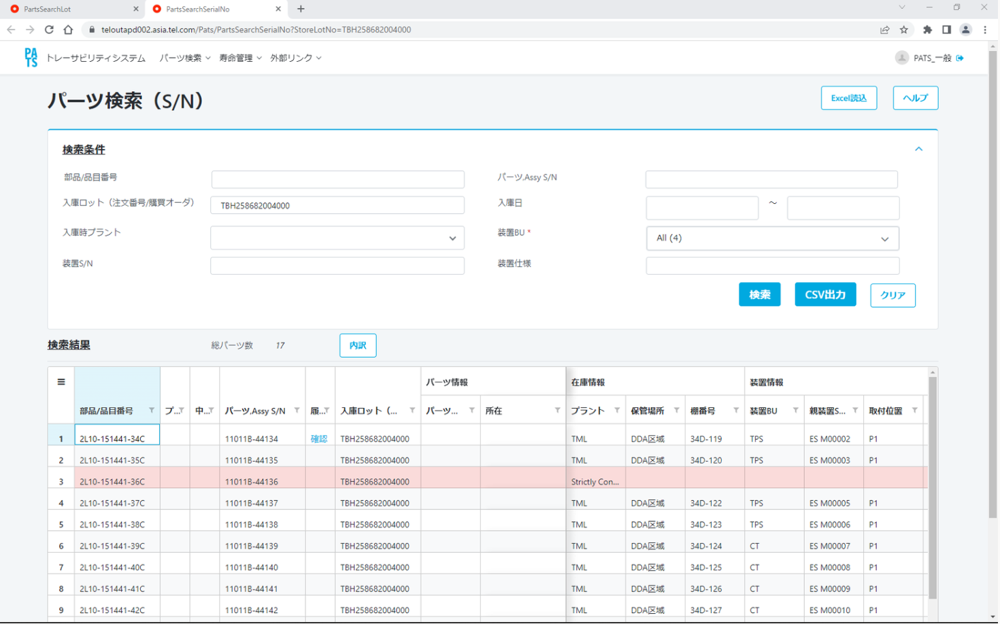 PartsSearchLot
PartsSearchSerialNo
teloutapd002.asia.tel.com/Pats/PartsSearchSerialNo?StoreLotNo=TBH258682004000
PATS トレーサビリティシステム パーツ検索 寿命管理 外部リンク PATS_一般
パーツ検索（S/N） Excel読込 ヘルプ
検索条件
部品/品目番号 パーツ.Assy S/N
入庫ロット（注文番号/購買オーダ） TBH258682004000 入庫日 ～
入庫時プラント 装置BU * All (4)
装置S/N 装置仕様
検索 CSV出力 クリア
検索結果 総パーツ数 17 内訳
パーツ情報 在庫情報 装置情報
部品/品目番号 プ... 中... パーツ.Assy S/N 履... 入庫ロット（... パーツ... 所在 プラント 保管場所 棚番号 装置BU 親装置S... 取付位置
1 2L10-151441-34C 11011B-44134 確認 TBH258682004000 TML DDA区域 34D-119 TPS ES M00002 P1
2 2L10-151441-35C 11011B-44135 TBH258682004000 TML DDA区域 34D-120 TPS ES M00003 P1
3 2L10-151441-36C 11011B-44136 TBH258682004000 Strictly Con...
4 2L10-151441-37C 11011B-44137 TBH258682004000 TML DDA区域 34D-122 TPS ES M00005 P1
5 2L10-151441-38C 11011B-44138 TBH258682004000 TML DDA区域 34D-123 TPS ES M00006 P1
6 2L10-151441-39C 11011B-44139 TBH258682004000 TML DDA区域 34D-124 CT ES M00007 P1
7 2L10-151441-40C 11011B-44140 TBH258682004000 TML DDA区域 34D-125 CT ES M00008 P1
8 2L10-151441-41C 11011B-44141 TBH258682004000 TML DDA区域 34D-126 CT ES M00009 P1
9 2L10-151441-42C 11011B-44142 TBH258682004000 TML DDA区域 34D-127 CT ES M00010 P1